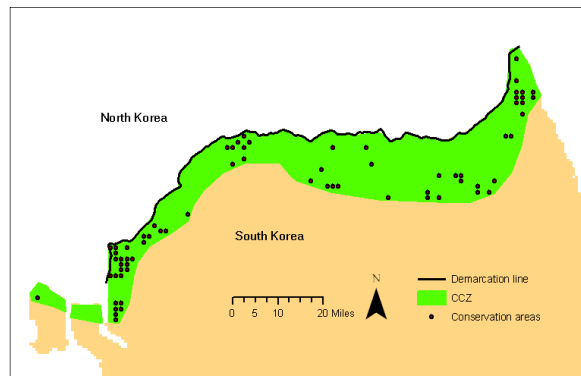 North Korea
South Korea
N
Demarcation line
CCZ
Conservation areas
0 5 10 20 Miles